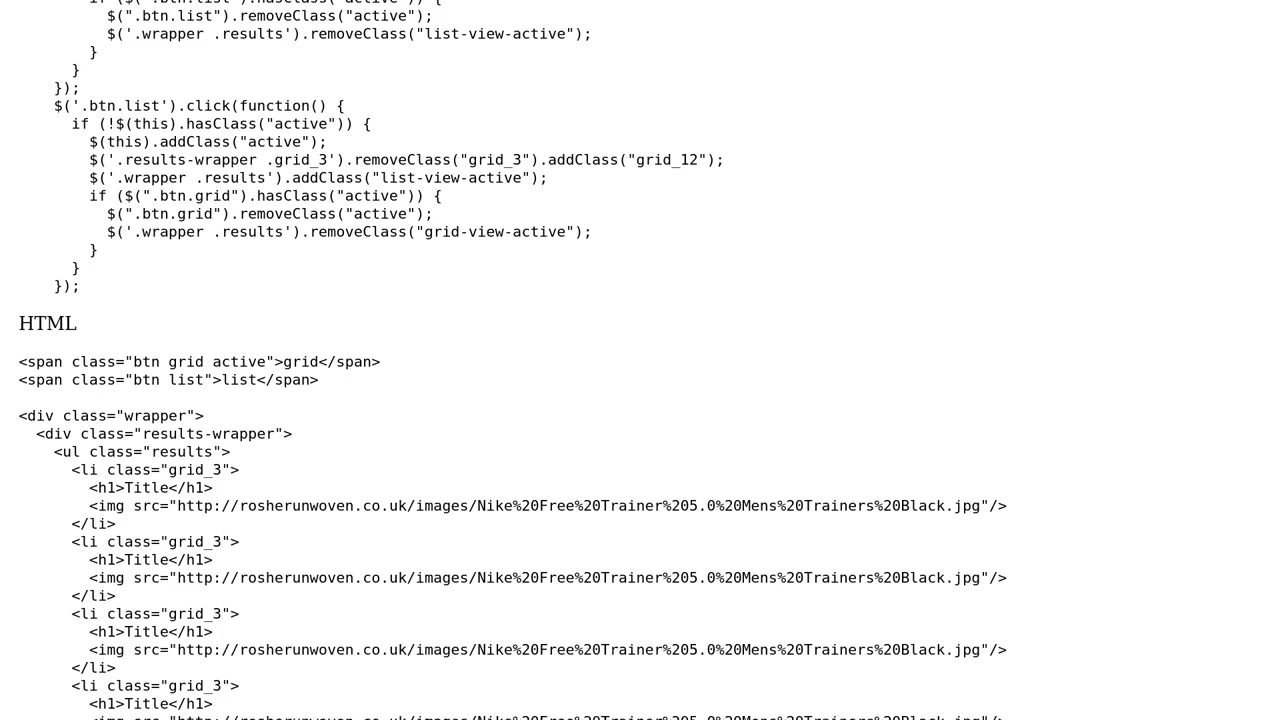 if ($(".btn.list").hasClass("active")) {
$(".btn.list").removeClass("active");
$('.wrapper .results').removeClass("list-view-active");
}
}
});
$('.btn.list').click(function() {
if (!$(this).hasClass("active")) {
$(this).addClass("active");
$('.results-wrapper .grid_3').removeClass("grid_3").addClass("grid_12");
$('.wrapper .results').addClass("list-view-active");
if ($(".btn.grid").hasClass("active")) {
$(".btn.grid").removeClass("active");
$('.wrapper .results').removeClass("grid-view-active");
}
}
});
HTML
<span class="btn grid active">grid</span>
<span class="btn list">list</span>
<div class="wrapper">
<div class="results-wrapper">
<ul class="results">
<li class="grid_3">
<h1>Title</h1>
<img src="http://rosherunwoven.co.uk/images/Nike%20Free%20Trainer%205.0%20Mens%20Trainers%20Black.jpg"/>
</li>
<li class="grid_3">
<h1>Title</h1>
<img src="http://rosherunwoven.co.uk/images/Nike%20Free%20Trainer%205.0%20Mens%20Trainers%20Black.jpg"/>
</li>
<li class="grid_3">
<h1>Title</h1>
<img src="http://rosherunwoven.co.uk/images/Nike%20Free%20Trainer%205.0%20Mens%20Trainers%20Black.jpg"/>
</li>
<li class="grid_3">
<h1>Title</h1>